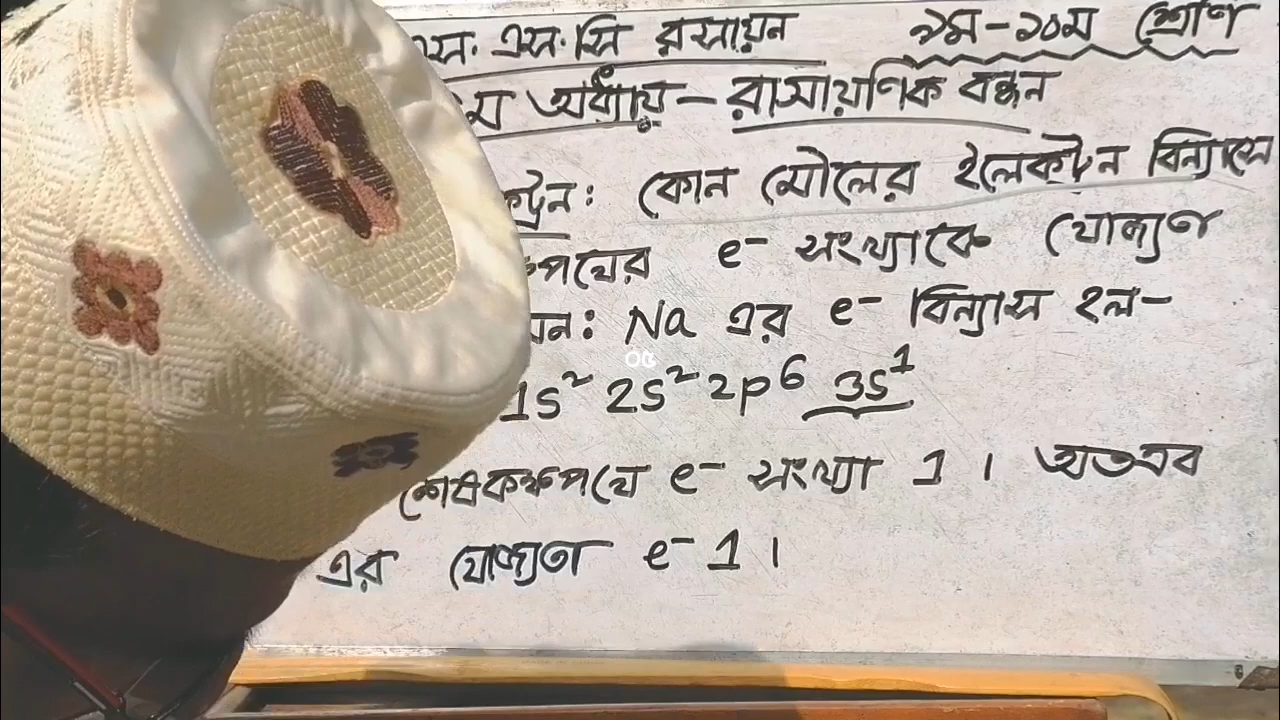 এস.সি রসায়ন ৯ম-১০ম শ্রেণি
অধ্যায় - রাসায়ণিক বন্ধন
কোন মৌলের ইলেকট্রন বিন্যাসে
e⁻ সংখ্যাকে যোজ্যতা
Na এর e⁻ বিন্যাস হল-
1s² 2s² 2p⁶ 3s¹
শেষকক্ষপথে e⁻ সংখ্যা 1। অতএব
এর যোজ্যতা e⁻ 1।